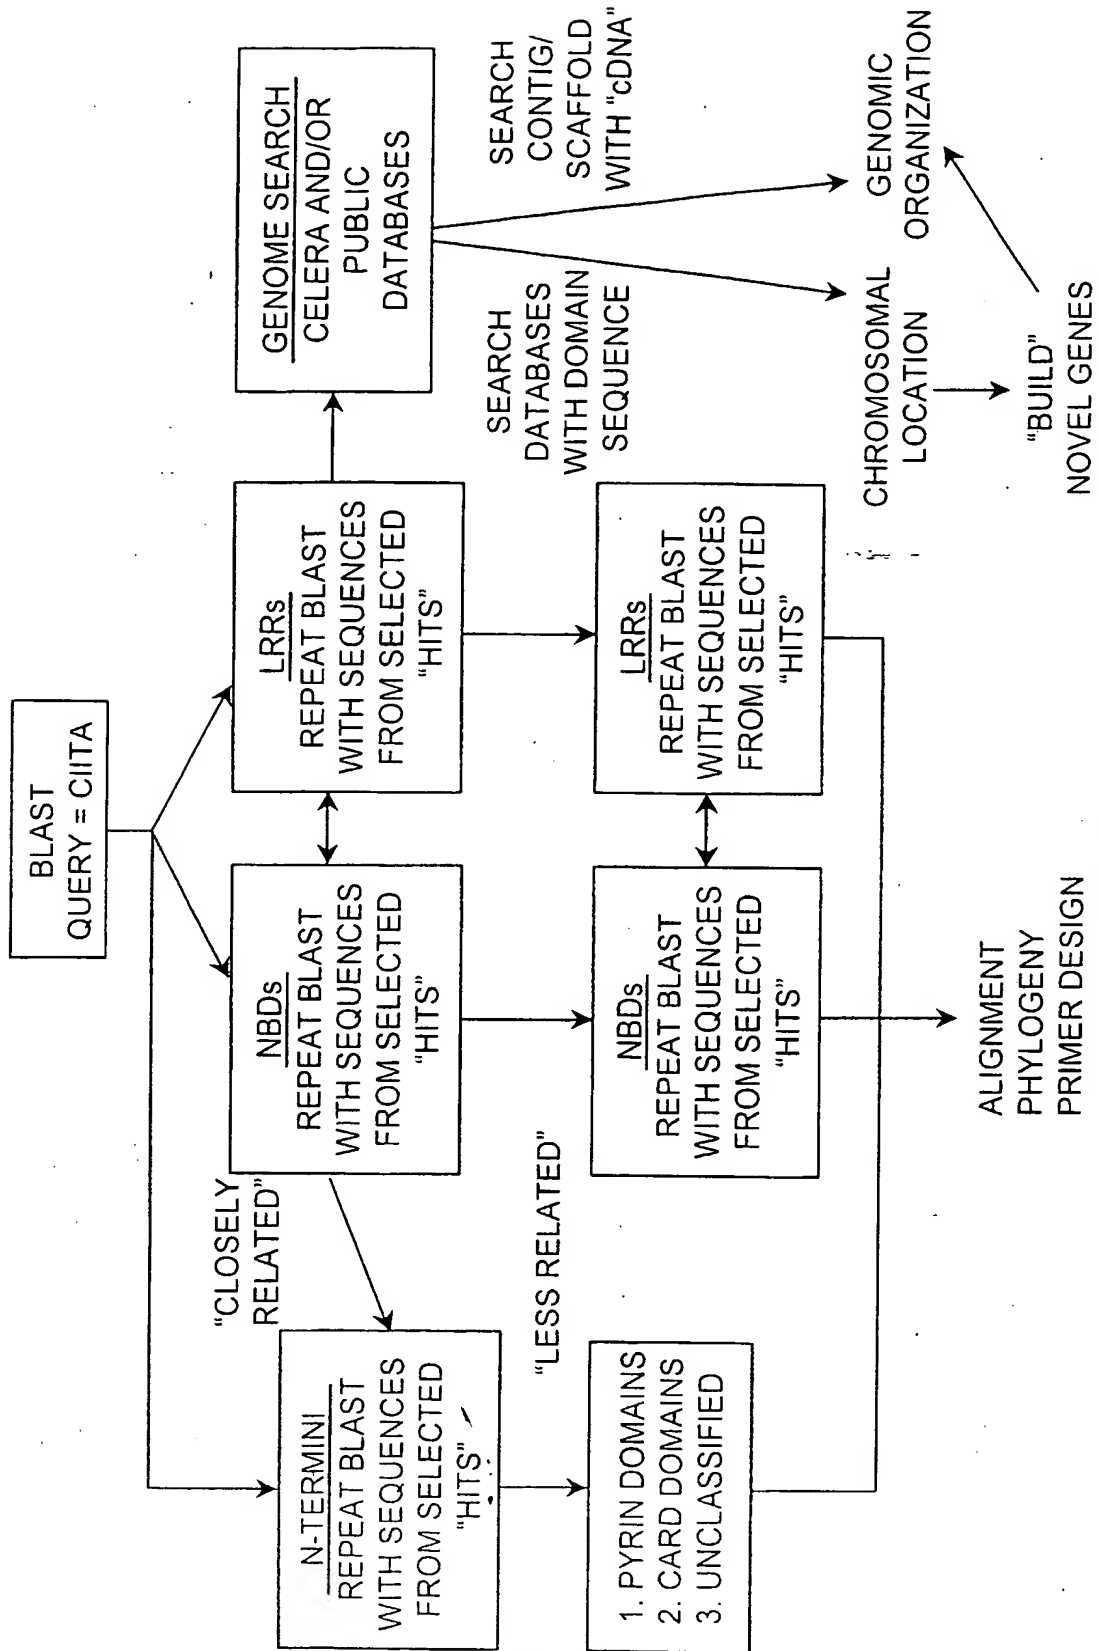 BLAST
QUERY = CIITA
"CLOSELY
RELATED"
N-TERMINI
REPEAT BLAST
WITH SEQUENCES
FROM SELECTED
"HITS"
NBDs
REPEAT BLAST
WITH SEQUENCES
FROM SELECTED
"HITS"
LRRs
REPEAT BLAST
WITH SEQUENCES
FROM SELECTED
"HITS"
GENOME SEARCH
CELERA AND/OR
PUBLIC
DATABASES
"LESS RELATED"
1. PYRIN DOMAINS
2. CARD DOMAINS
3. UNCLASSIFIED
NBDs
REPEAT BLAST
WITH SEQUENCES
FROM SELECTED
"HITS"
LRRs
REPEAT BLAST
WITH SEQUENCES
FROM SELECTED
"HITS"
SEARCH
DATABASES
WITH DOMAIN
SEQUENCE
SEARCH
CONTIG/
SCAFFOLD
WITH "cDNA"
CHROMOSOMAL
LOCATION
GENOMIC
ORGANIZATION
"BUILD"
NOVEL GENES
ALIGNMENT
PHYLOGENY
PRIMER DESIGN